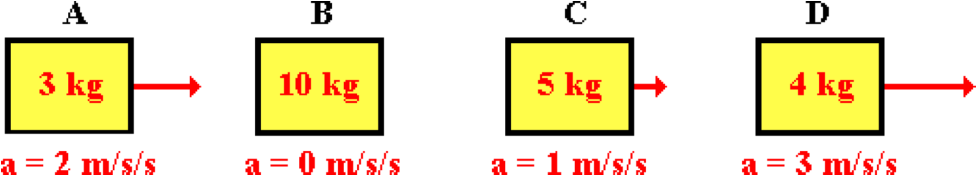 A B C D
3 kg 10 kg 5 kg 4 kg
a = 2 m/s/s a = 0 m/s/s a = 1 m/s/s a = 3 m/s/s